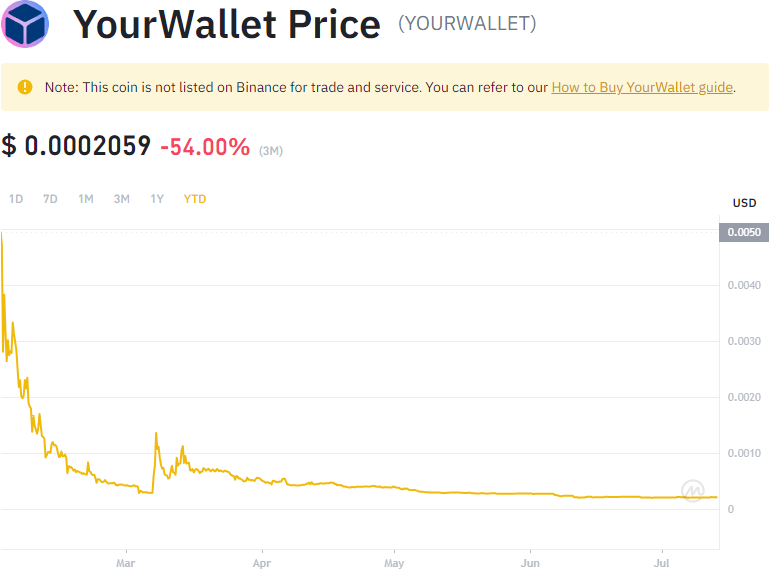 YourWallet Price (YOURWALLET)
Note: This coin is not listed on Binance for trade and service. You can refer to our How to Buy YourWallet guide.
$ 0.0002059 -54.00% (3M)
1D 7D 1M 3M 1Y YTD
USD
0.0050
0.0040
0.0030
0.0020
0.0010
0
Mar Apr May Jun Jul